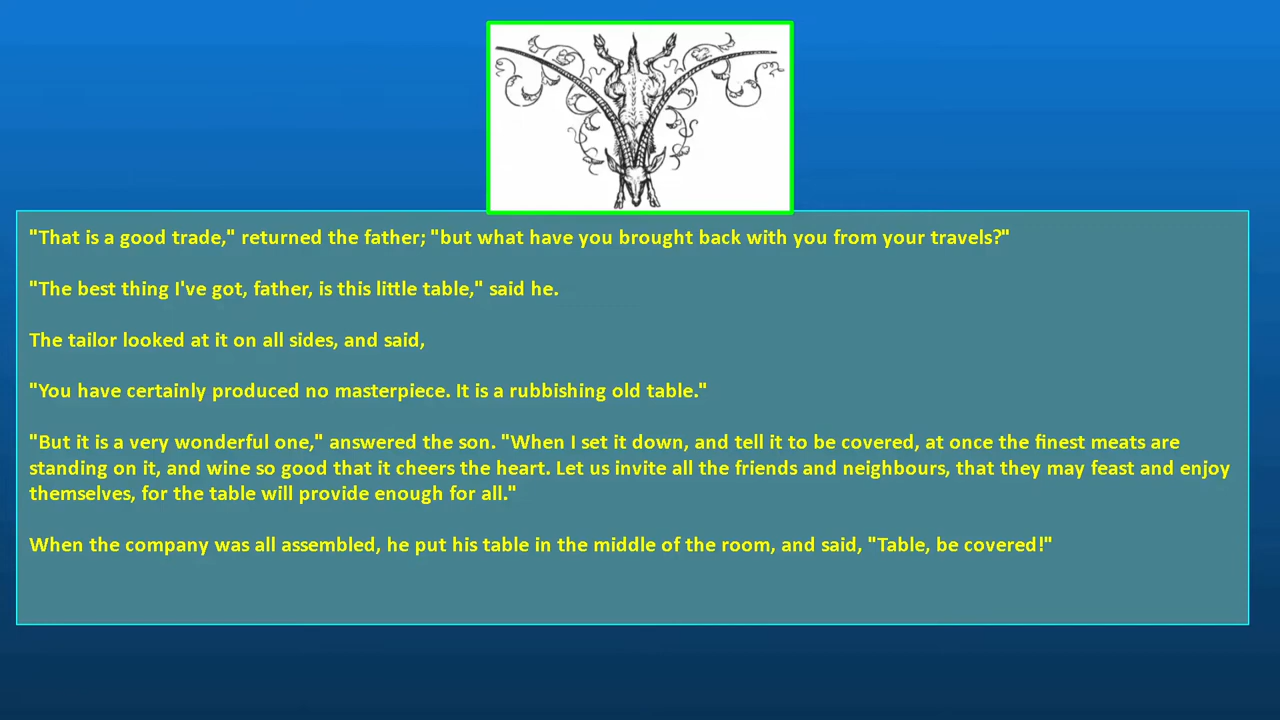 "That is a good trade," returned the father; "but what have you brought back with you from your travels?"
"The best thing I've got, father, is this little table," said he.
The tailor looked at it on all sides, and said,
"You have certainly produced no masterpiece. It is a rubbishing old table."
"But it is a very wonderful one," answered the son. "When I set it down, and tell it to be covered, at once the finest meats are
standing on it, and wine so good that it cheers the heart. Let us invite all the friends and neighbours, that they may feast and enjoy
themselves, for the table will provide enough for all."
When the company was all assembled, he put his table in the middle of the room, and said, "Table, be covered!"